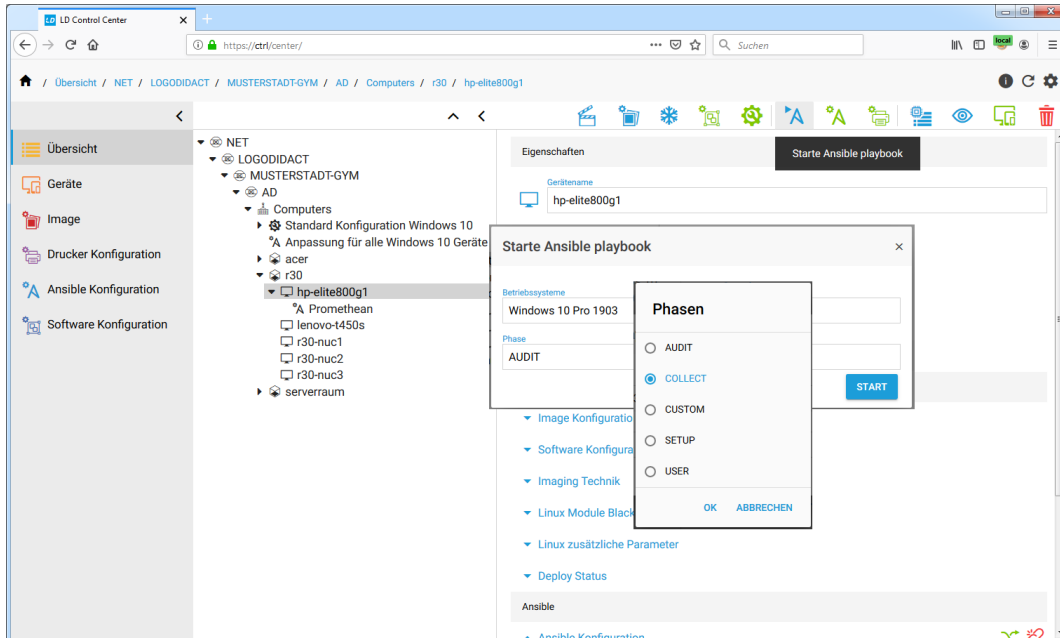 LD LD Control Center
https://ctrl/center/
Suchen
local
/ Übersicht / NET / LOGODIDACT / MUSTERSTADT-GYM / AD / Computers / r30 / hp-elite800g1
Übersicht
Geräte
Image
Drucker Konfiguration
Ansible Konfiguration
Software Konfiguration
NET
LOGODIDACT
MUSTERSTADT-GYM
AD
Computers
Standard Konfiguration Windows 10
Anpassung für alle Windows 10 Geräte
acer
r30
hp-elite800g1
Promethean
lenovo-t450s
r30-nuc1
r30-nuc2
r30-nuc3
serverraum
Eigenschaften
Starte Ansible playbook
Gerätename
hp-elite800g1
Starte Ansible playbook
Betriebssysteme
Windows 10 Pro 1903
Phase
AUDIT
START
Phasen
AUDIT
COLLECT
CUSTOM
SETUP
USER
OK ABBRECHEN
Image Konfiguratio
Software Konfigura
Imaging Technik
Linux Module Black
Linux zusätzliche Parameter
Deploy Status
Ansible
Ansible Konfiguration